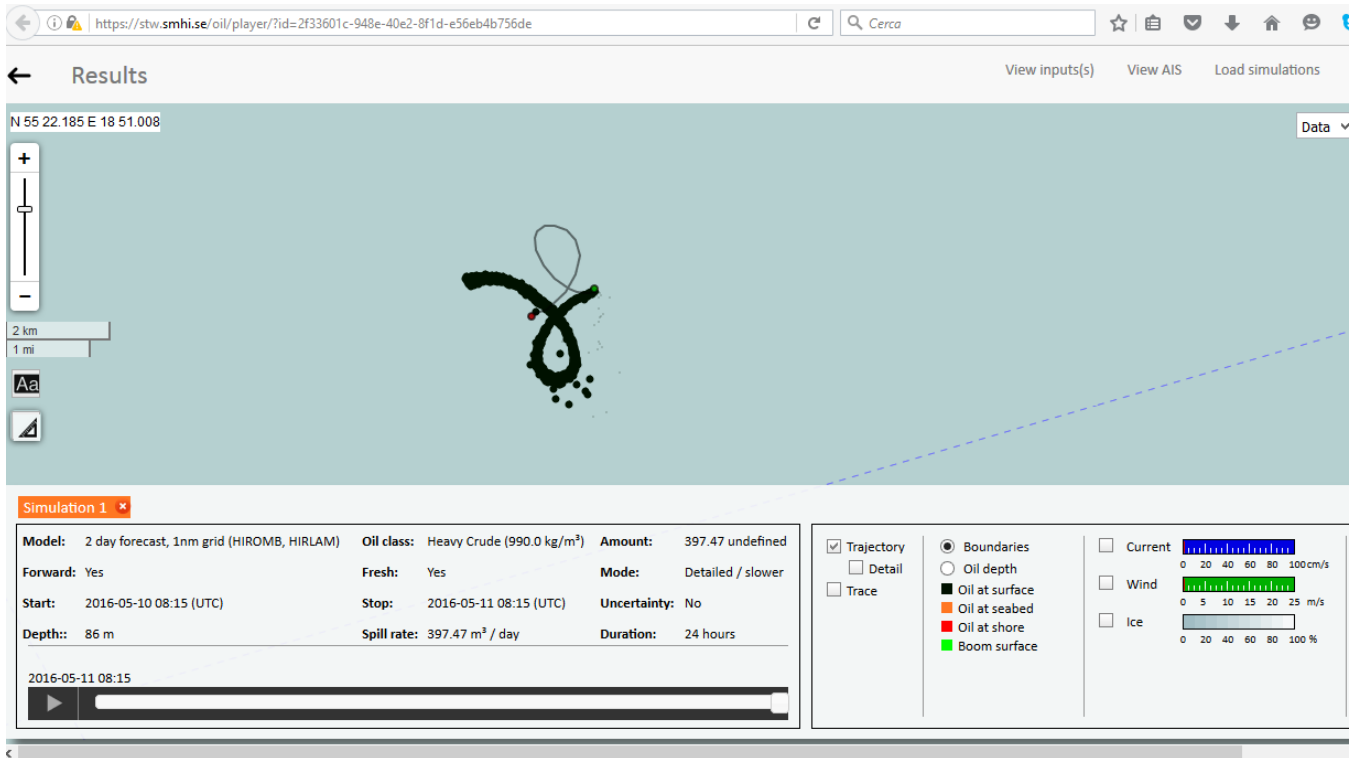 https://stw.smhi.se/oil/player/?id=2f33601c-948e-40e2-8f1d-e56eb4b756de
Cerca
Results
View inputs(s) View AIS Load simulations
N 55 22.185 E 18 51.008
Data
+
−
2 km
1 mi
Aa
Simulation 1
Model: 2 day forecast, 1nm grid (HIROMB, HIRLAM) Oil class: Heavy Crude (990.0 kg/m³) Amount: 397.47 undefined
Forward: Yes Fresh: Yes Mode: Detailed / slower
Start: 2016-05-10 08:15 (UTC) Stop: 2016-05-11 08:15 (UTC) Uncertainty: No
Depth:: 86 m Spill rate: 397.47 m³ / day Duration: 24 hours
2016-05-11 08:15
Trajectory
Detail
Trace
Boundaries
Oil depth
Oil at surface
Oil at seabed
Oil at shore
Boom surface
Current
0 20 40 60 80 100 cm/s
Wind
0 5 10 15 20 25 m/s
Ice
0 20 40 60 80 100 %